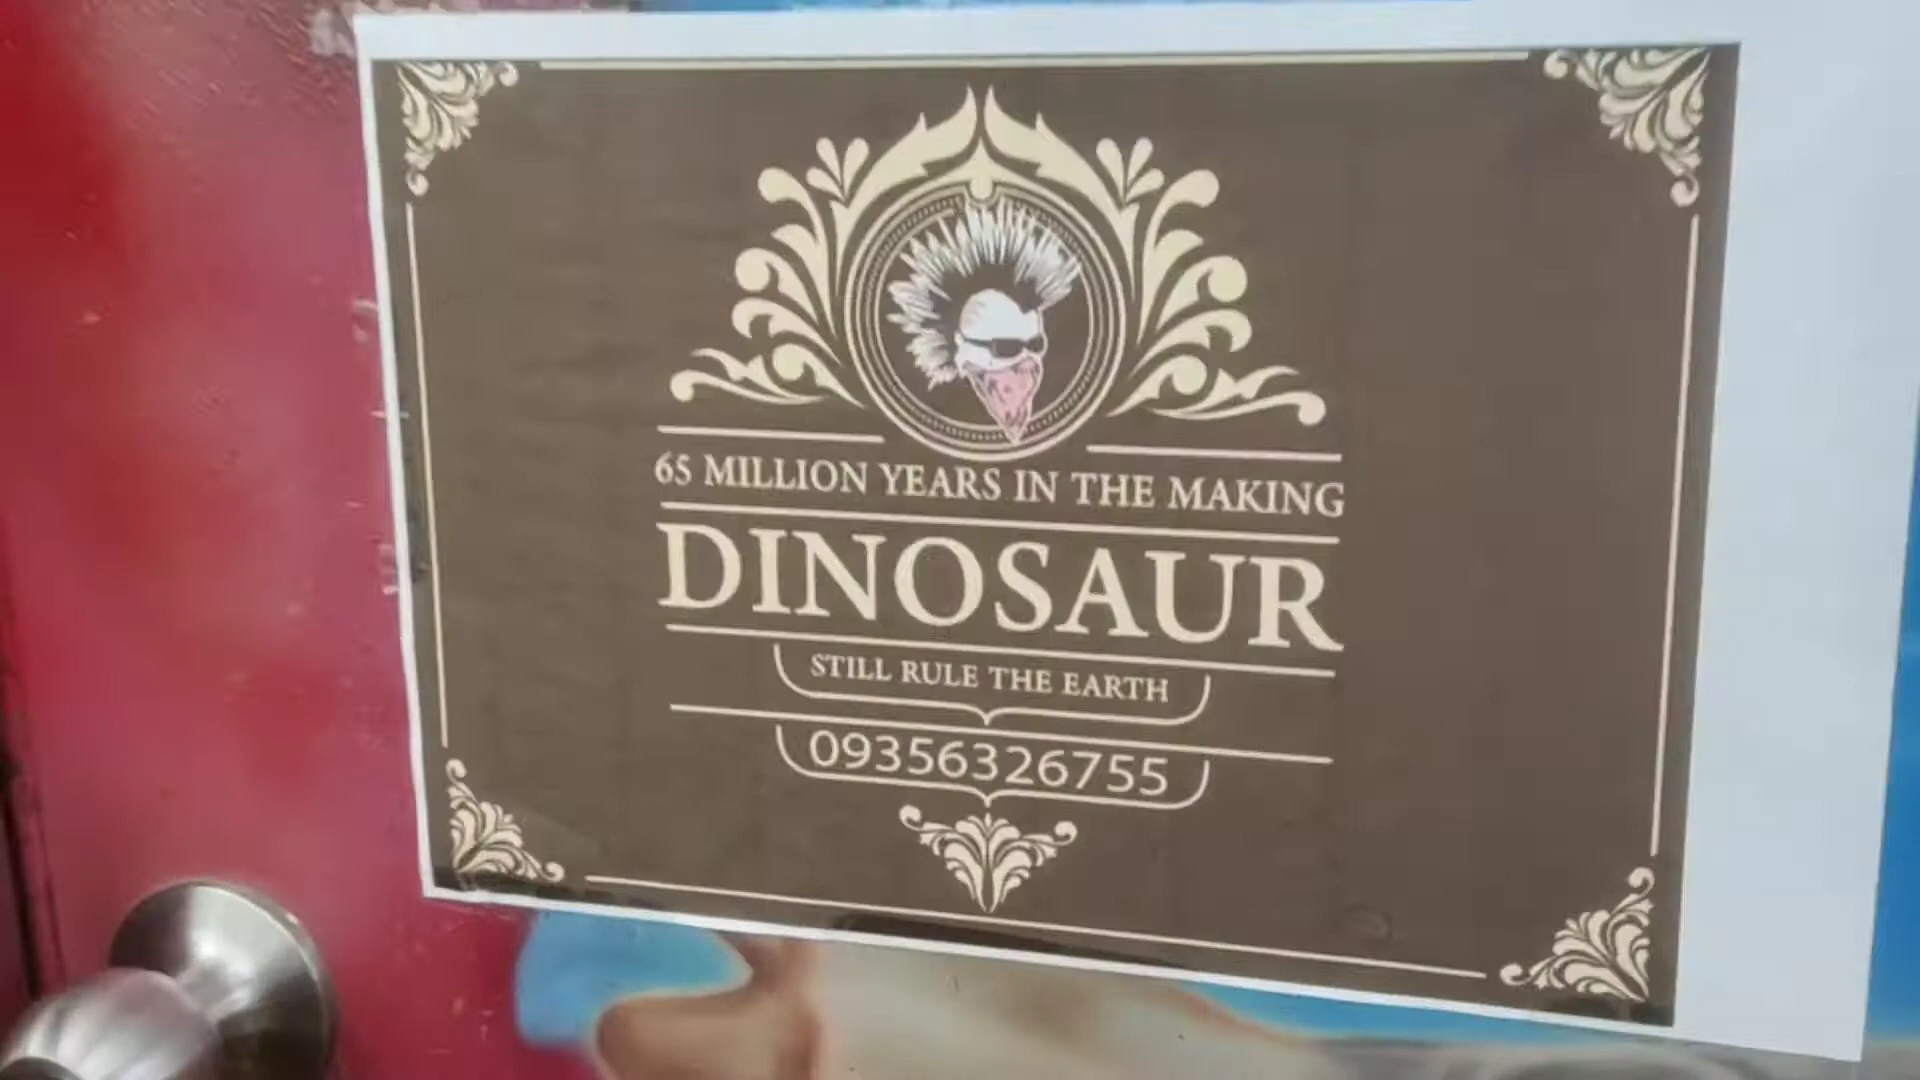 65 MILLION YEARS IN THE MAKING
DINOSAUR
STILL RULE THE EARTH
09356326755